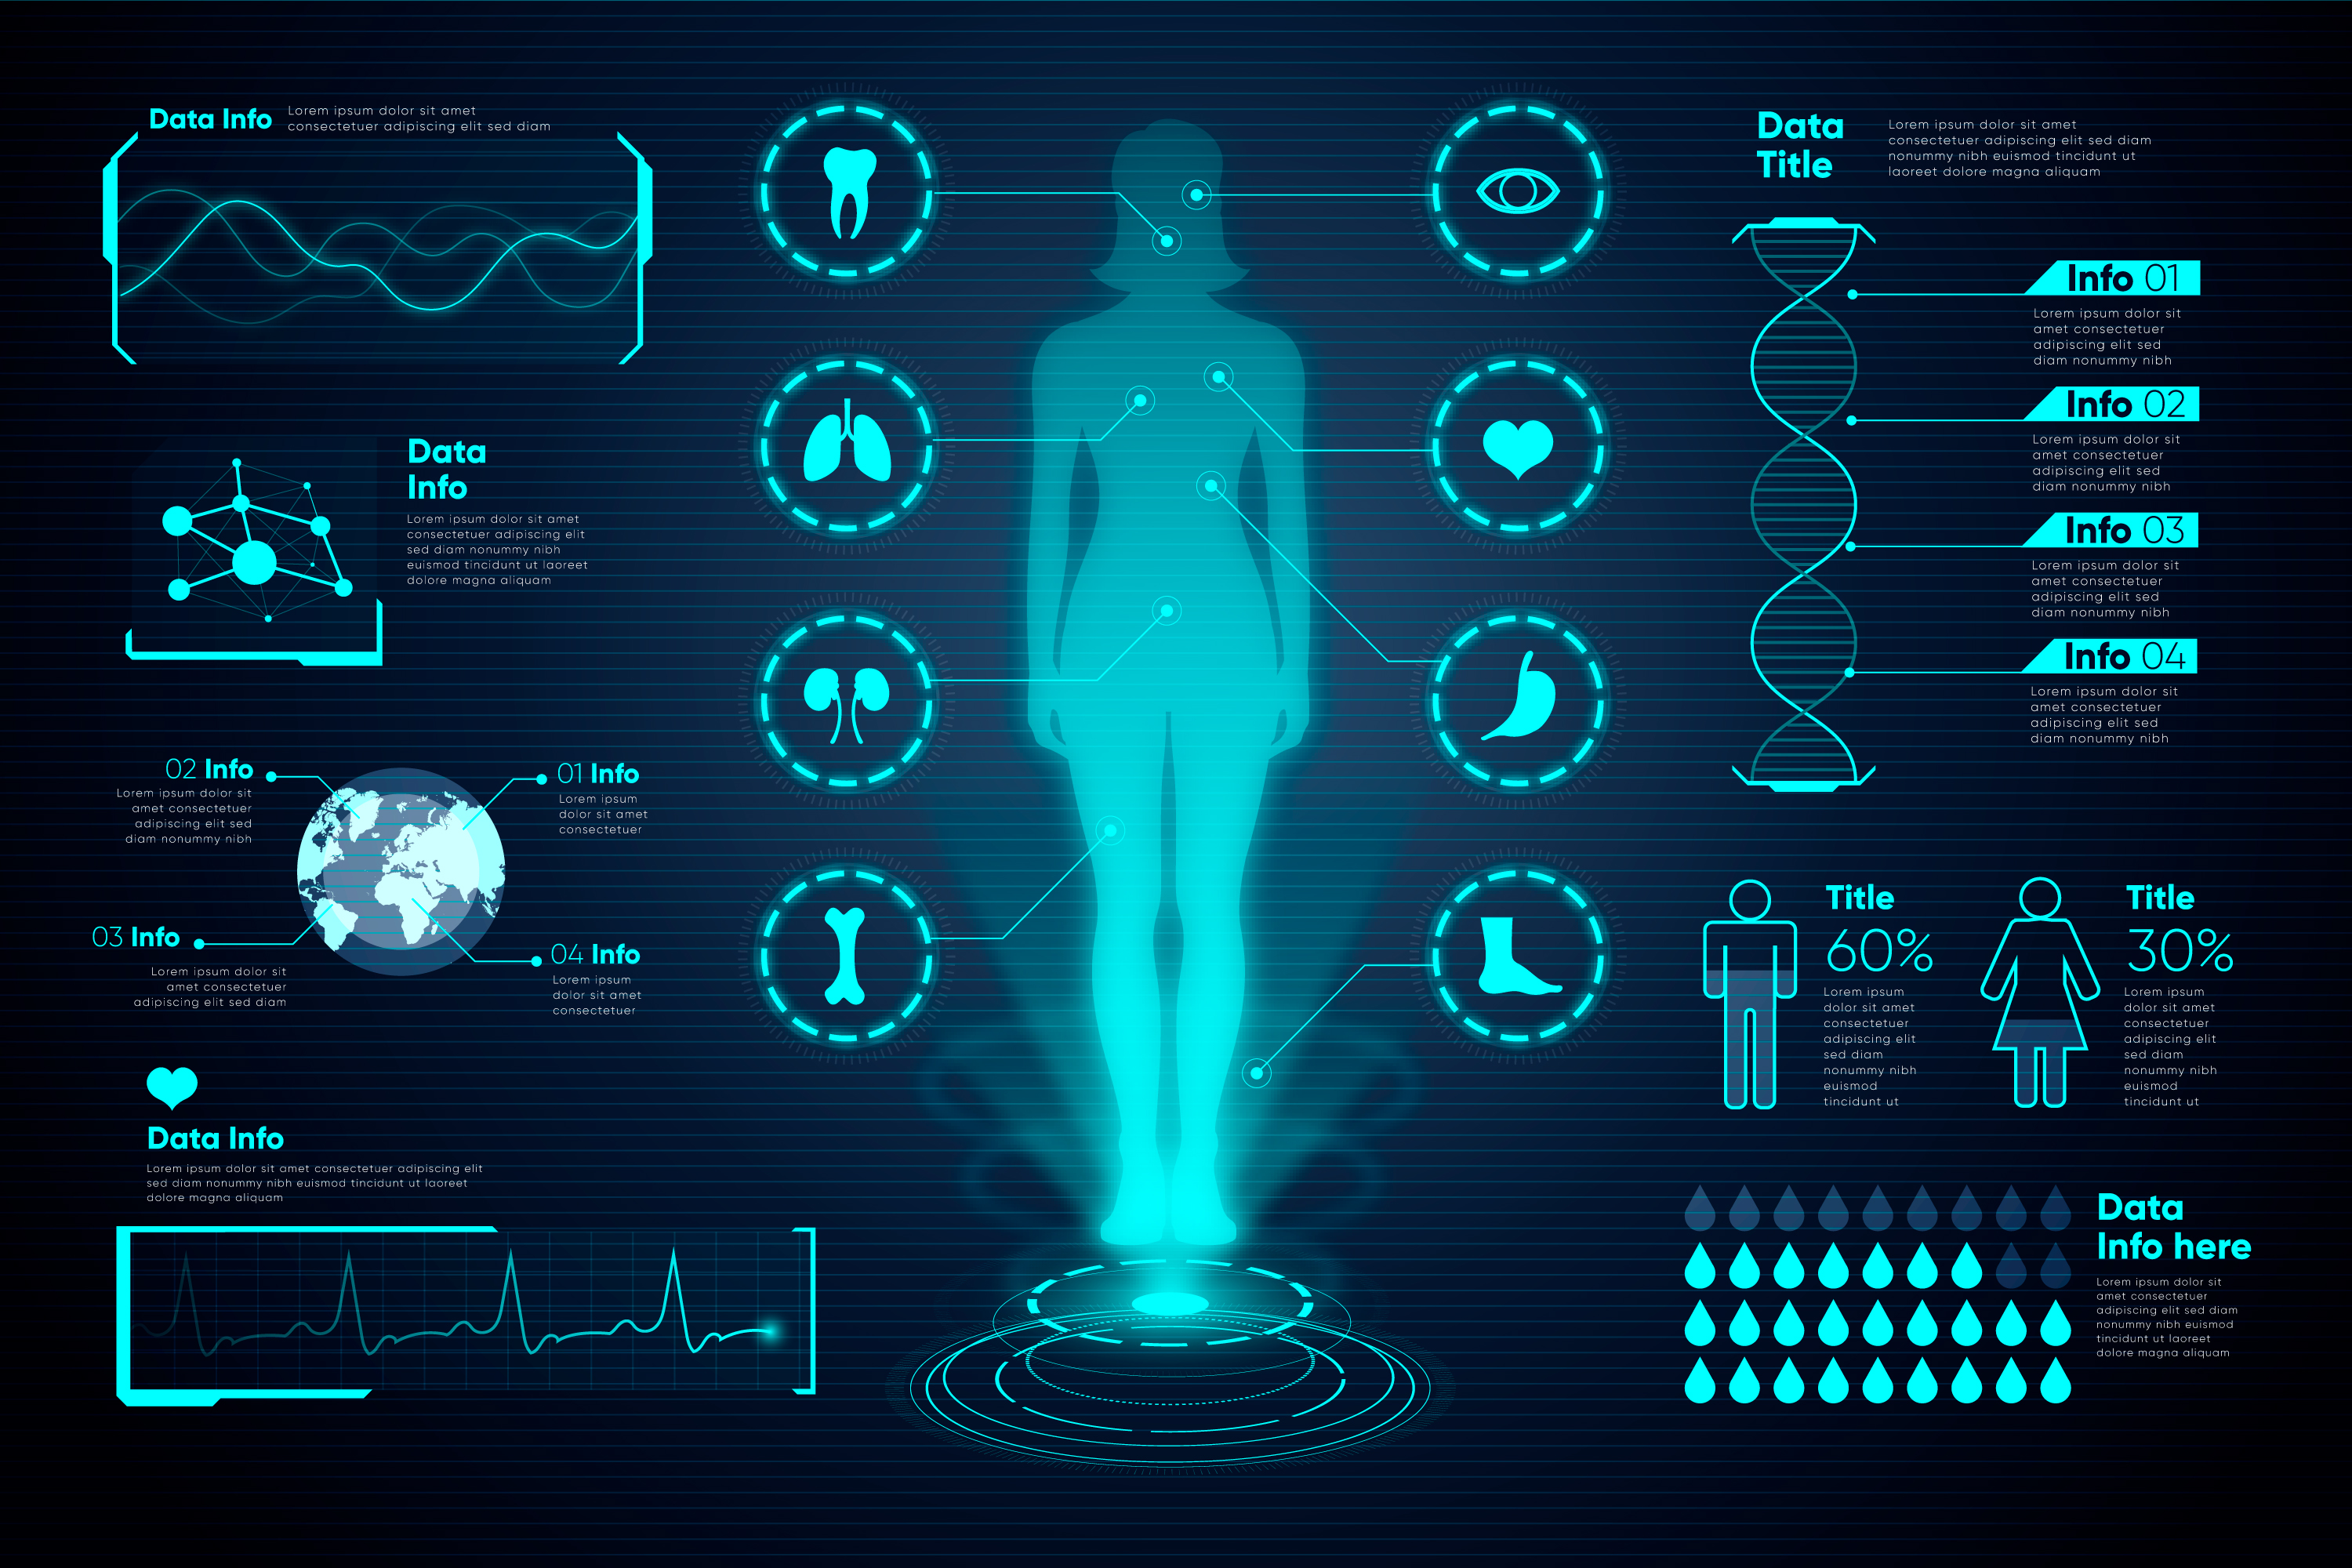 Data Info
Lorem ipsum dolor sit amet
consectetuer adipiscing elit sed diam
Data
Info
Lorem ipsum dolor sit amet
consectetuer adipiscing elit
sed diam nonummy nibh
euismod tincidunt ut laoreet
dolore magna aliquam
02 Info
Lorem ipsum dolor sit
amet consectetuer
adipiscing elit sed
diam nonummy nibh
01 Info
Lorem ipsum
dolor sit amet
consectetuer
03 Info
Lorem ipsum dolor sit
amet consectetuer
adipiscing elit sed diam
04 Info
Lorem ipsum
dolor sit amet
consectetuer
Data Info
Lorem ipsum dolor sit amet consectetuer adipiscing elit
sed diam nonummy nibh euismod tincidunt ut laoreet
dolore magna aliquam
Data
Title
Lorem ipsum dolor sit amet
consectetuer adipiscing elit sed diam
nonummy nibh euismod tincidunt ut
laoreet dolore magna aliquam
Info 01
Lorem ipsum dolor sit
amet consectetuer
adipiscing elit sed
diam nonummy nibh
Info 02
Lorem ipsum dolor sit
amet consectetuer
adipiscing elit sed
diam nonummy nibh
Info 03
Lorem ipsum dolor sit
amet consectetuer
adipiscing elit sed
diam nonummy nibh
Info 04
Lorem ipsum dolor sit
amet consectetuer
adipiscing elit sed
diam nonummy nibh
Title
60%
Lorem ipsum
dolor sit amet
consectetuer
adipiscing elit
sed diam
nonummy nibh
euismod
tincidunt ut
Title
30%
Lorem ipsum
dolor sit amet
consectetuer
adipiscing elit
sed diam
nonummy nibh
euismod
tincidunt ut
Data
Info here
Lorem ipsum dolor sit
amet consectetuer
adipiscing elit sed diam
nonummy nibh euismod
tincidunt ut laoreet
dolore magna aliquam